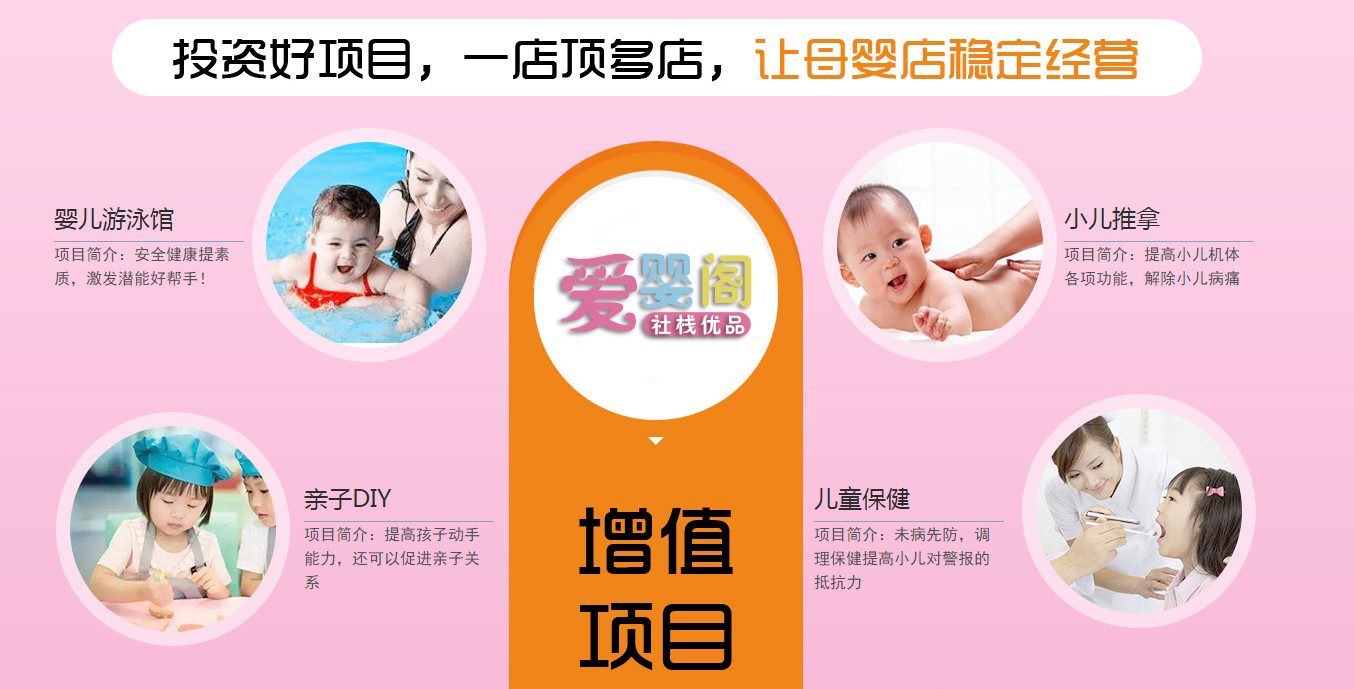 投资好项目，一店顶多店，让母婴店稳定经营
婴儿游泳馆
项目简介：安全健康提素
质，激发潜能好帮手！
爱婴阁
社栈优品
小儿推拿
项目简介：提高小儿机体
各项功能，解除小儿病痛
亲子DIY
项目简介：提高孩子动手
能力，还可以促进亲子关
系
增值
项目
儿童保健
项目简介：未病先防，调
理保健提高小儿对警报的
抵抗力